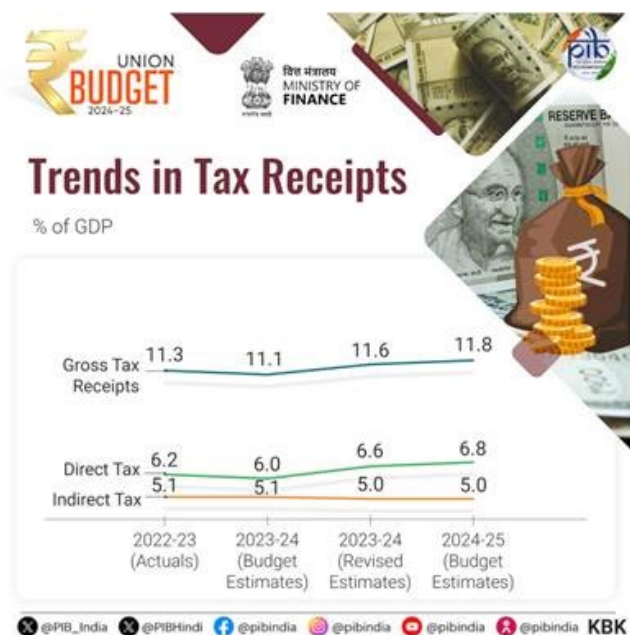 UNION
BUDGET
2024-25
वित्त मंत्रालय
MINISTRY OF
FINANCE
pib
RESERVE B
Trends in Tax Receipts
% of GDP
Gross Tax
Receipts
11.3
11.1
11.6
11.8
Direct Tax
6.2
6.0
6.6
6.8
Indirect Tax
5.1
5.1
5.0
5.0
2022-23
(Actuals)
2023-24
(Budget
Estimates)
2023-24
(Revised
Estimates)
2024-25
(Budget
Estimates)
@PIB_India @PIBHindi @pibindia @pibindia @pibindia @pibindia KBK